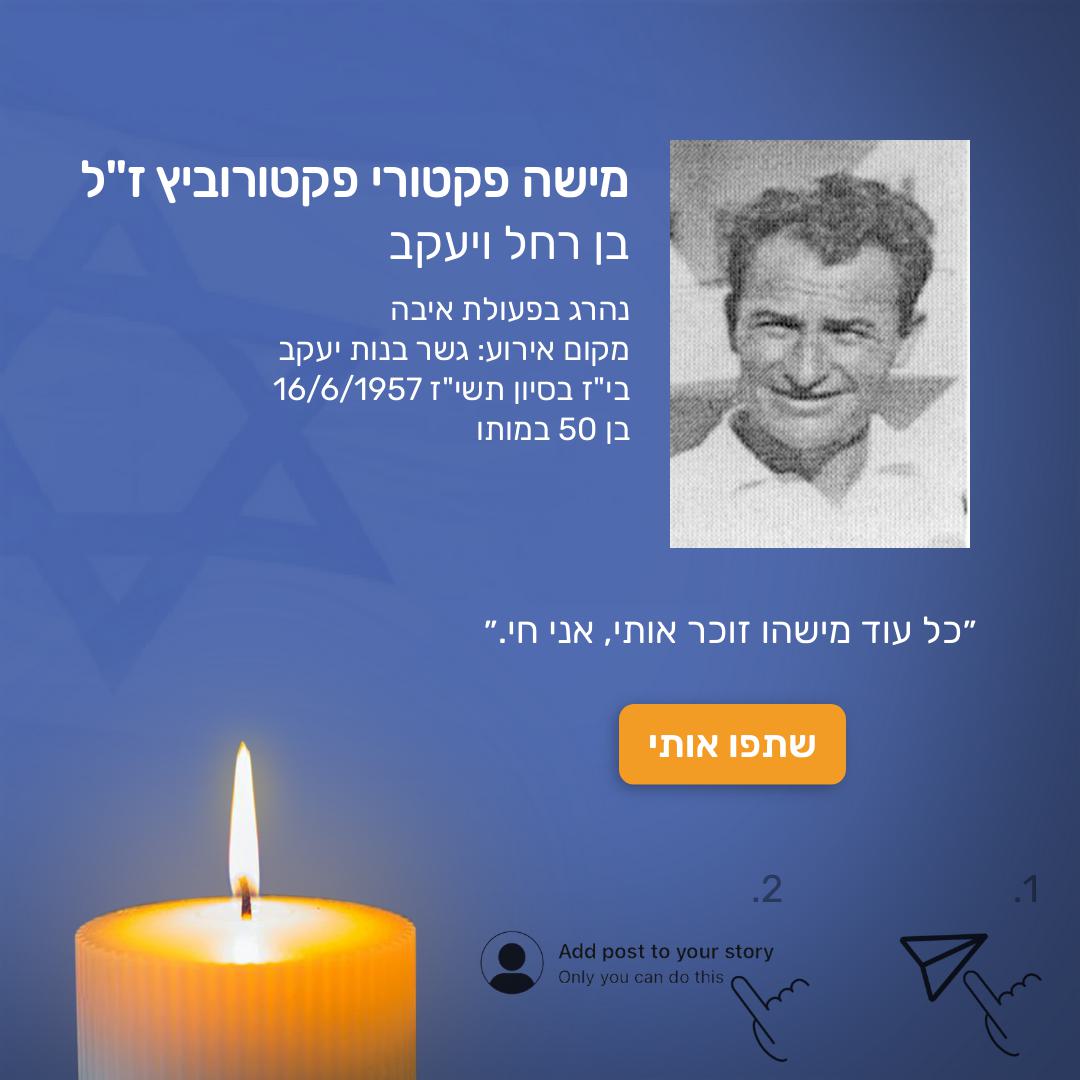 מישה פקטורי פקטורוביץ ז"ל
בן רחל ויעקב
נהרג בפעולת איבה
מקום אירוע: גשר בנות יעקב
בי"ז בסיון תשי"ז 16/6/1957
בן 50 במותו
״כל עוד מישהו זוכר אותי, אני חי.״
שתפו אותי
.1
.2
Add post to your story
Only you can do this